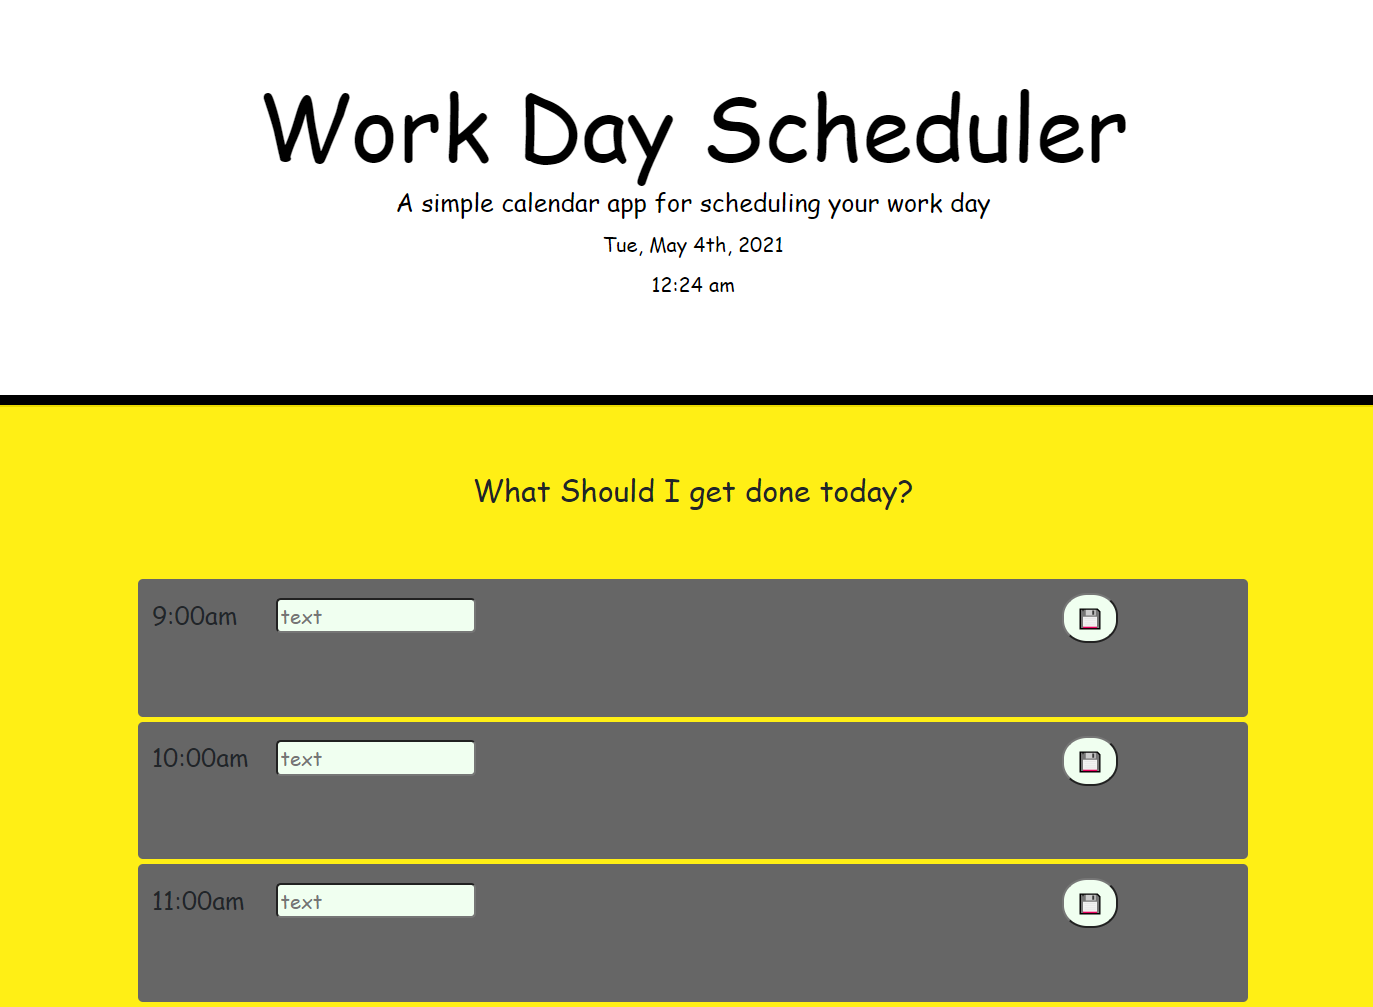 Work Day Scheduler
A simple calendar app for scheduling your work day
Tue, May 4th, 2021
12:24 am
What Should I get done today?
9:00am text
10:00am text
11:00am text